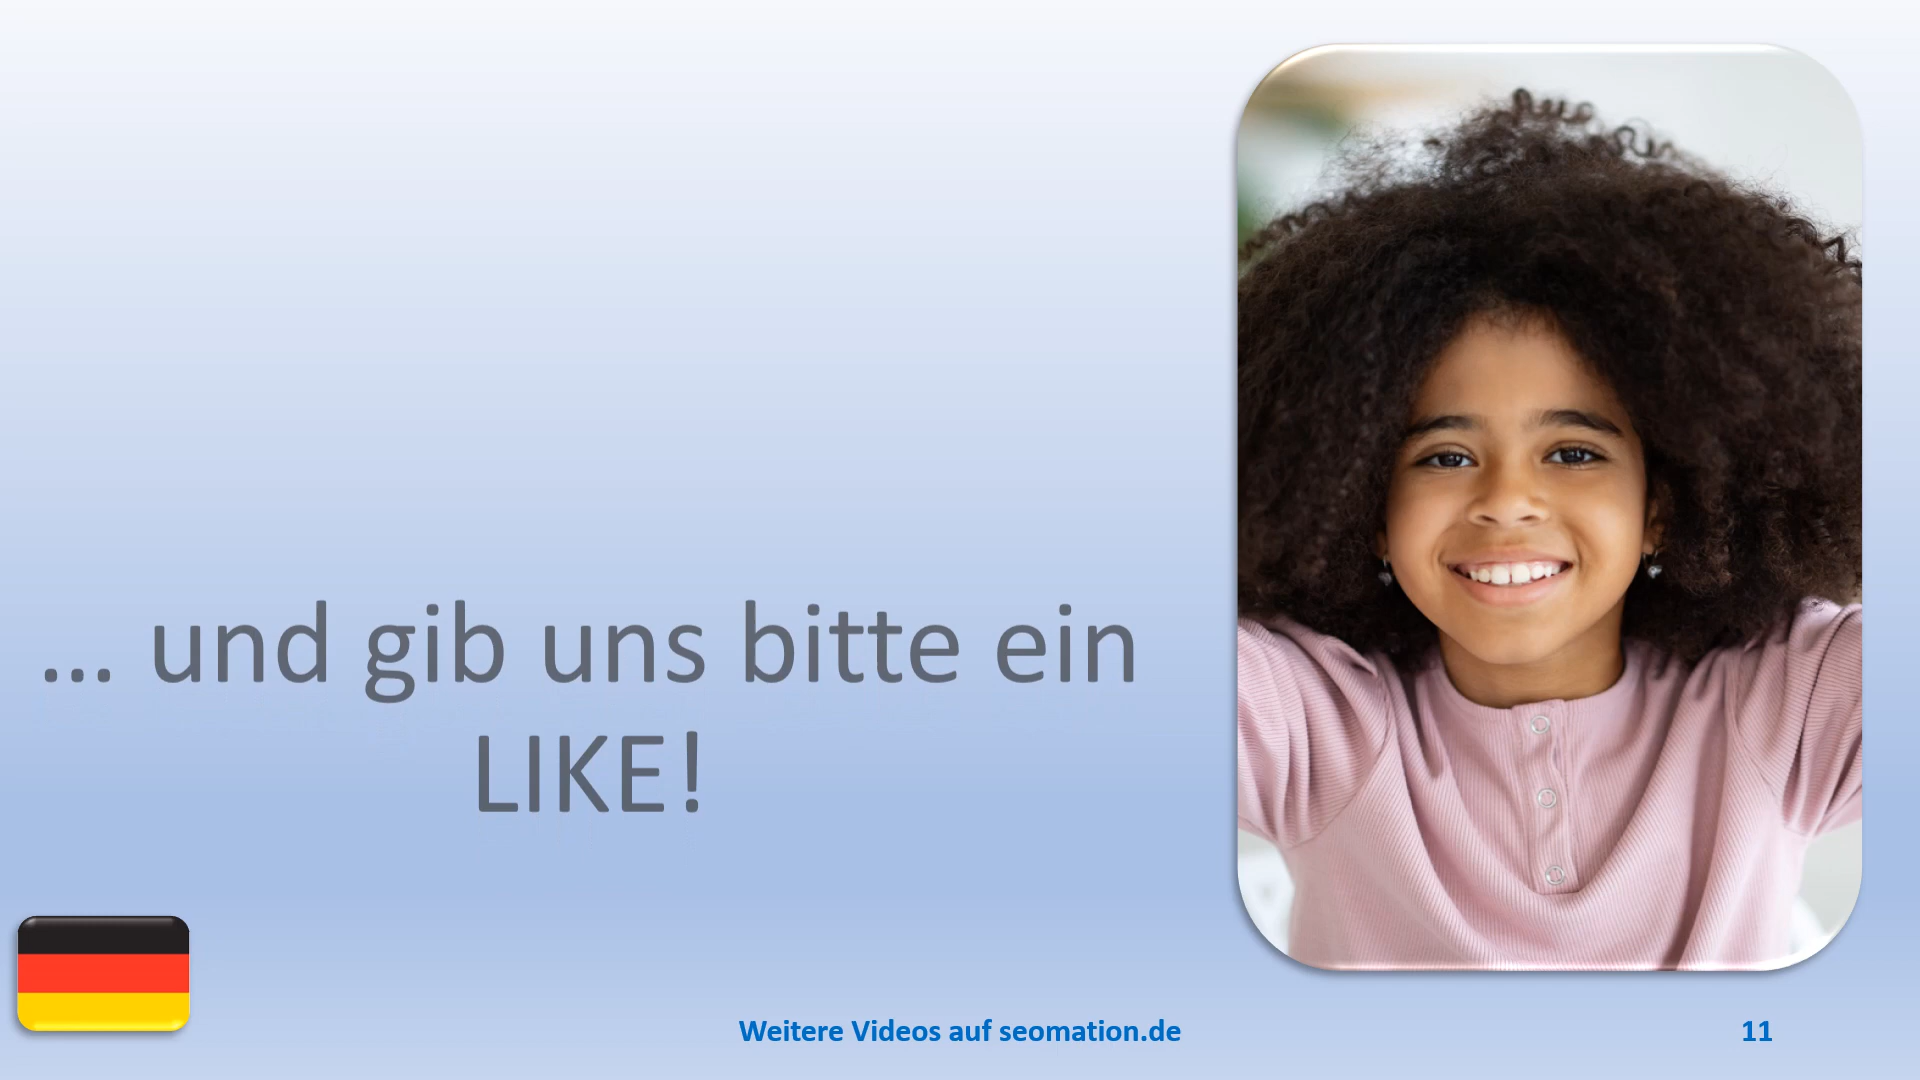 ... und gib uns bitte ein
LIKE!
Weitere Videos auf seomation.de
11